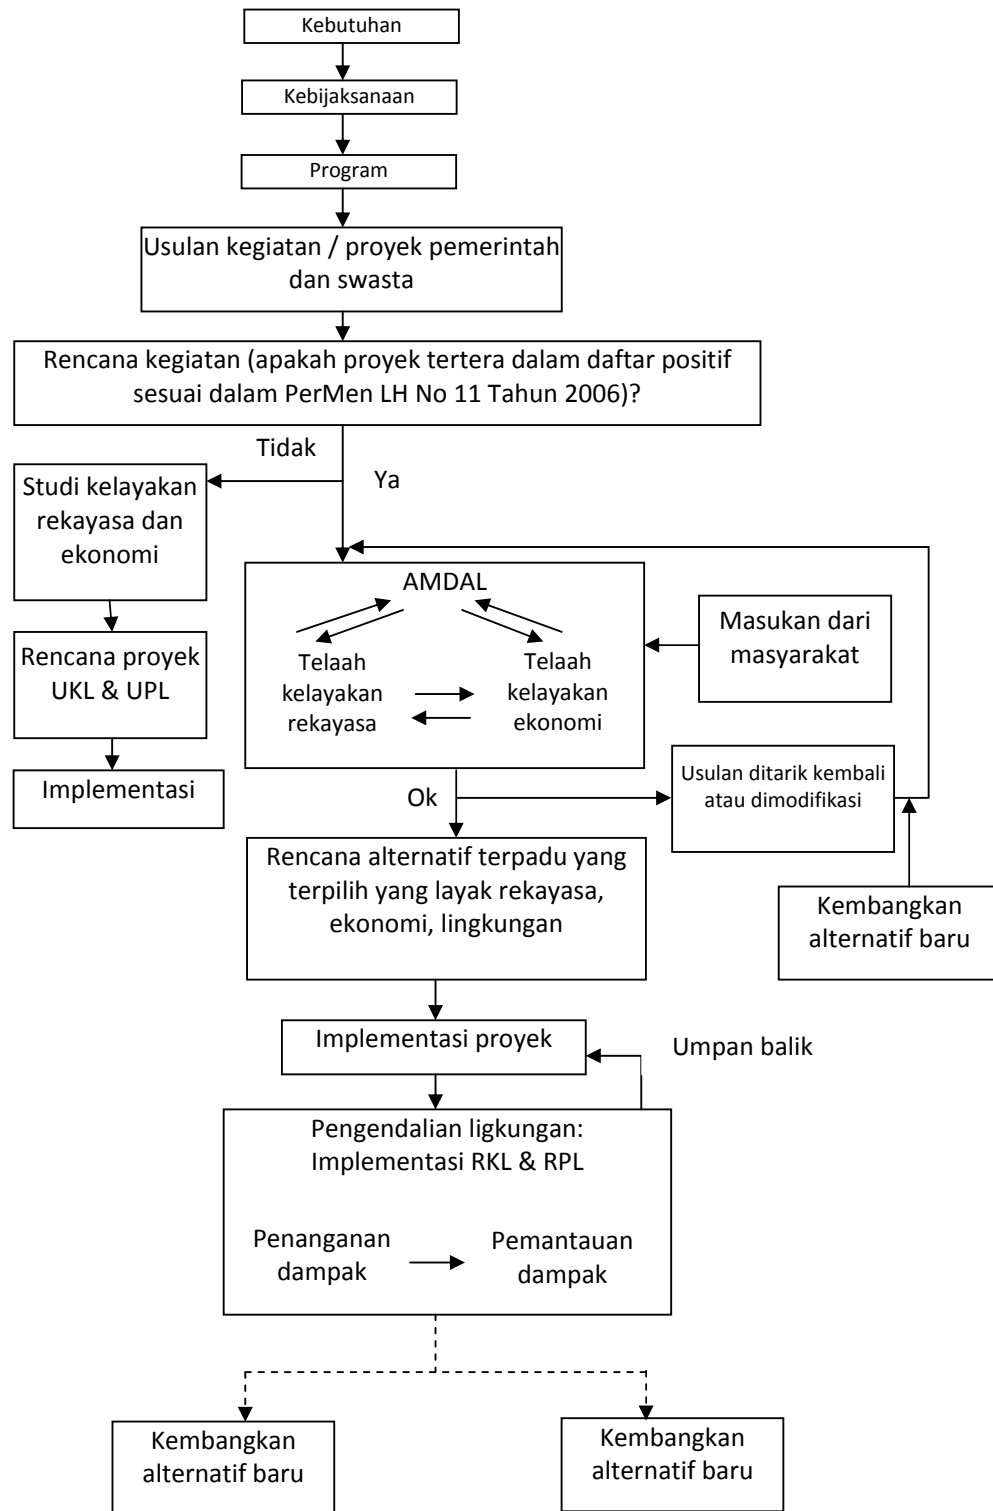 Kebutuhan
Kebijaksanaan
Program
Usulan kegiatan / proyek pemerintah
dan swasta
Rencana kegiatan (apakah proyek tertera dalam daftar positif
sesuai dalam PerMen LH No 11 Tahun 2006)?
Tidak
Ya
Studi kelayakan
rekayasa dan
ekonomi
Rencana proyek
UKL & UPL
Implementasi
AMDAL
Telaah
kelayakan
rekayasa
Telaah
kelayakan
ekonomi
Masukan dari
masyarakat
Ok
Usulan ditarik kembali
atau dimodifikasi
Kembangkan
alternatif baru
Rencana alternatif terpadu yang
terpilih yang layak rekayasa,
ekonomi, lingkungan
Implementasi proyek
Umpan balik
Pengendalian ligkungan:
Implementasi RKL & RPL
Penanganan
dampak
Pemantauan
dampak
Kembangkan
alternatif baru
Kembangkan
alternatif baru